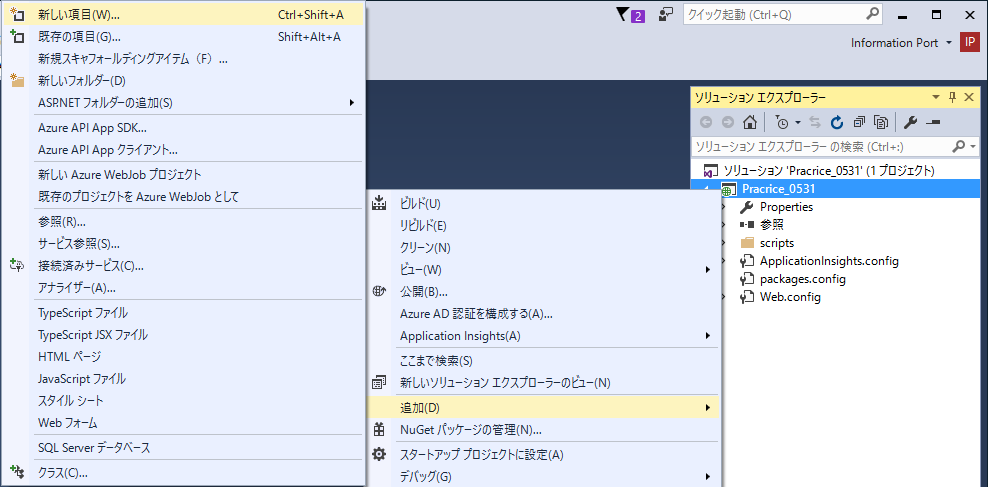 新しい項目(W)... Ctrl+Shift+A
既存の項目(G)... Shift+Alt+A
新規スキャフォールディングアイテム（F）...
新しいフォルダー(D)
ASP.NET フォルダーの追加(S)
Azure API App SDK...
Azure API App クライアント...
新しい Azure WebJob プロジェクト
既存のプロジェクトを Azure WebJob として
参照(R)...
サービス参照(S)...
接続済みサービス(C)...
アナライザー(A)...
TypeScript ファイル
TypeScript JSX ファイル
HTML ページ
JavaScript ファイル
スタイル シート
Web フォーム
SQL Server データベース
クラス(C)...
ビルド(U)
リビルド(E)
クリーン(N)
ビュー(W)
公開(B)...
Azure AD 認証を構成する(A)...
Application Insights(A)
ここまで検索(S)
新しいソリューション エクスプローラーのビュー(N)
追加(D)
NuGet パッケージの管理(N)...
スタートアップ プロジェクトに設定(A)
デバッグ(G)
2
クイック起動 (Ctrl+Q)
Information Port
IP
ソリューション エクスプローラー
ソリューション エクスプローラー の検索 (Ctrl+:)
ソリューション 'Pracrice_0531' (1 プロジェクト)
Pracrice_0531
Properties
参照
scripts
ApplicationInsights.config
packages.config
Web.config